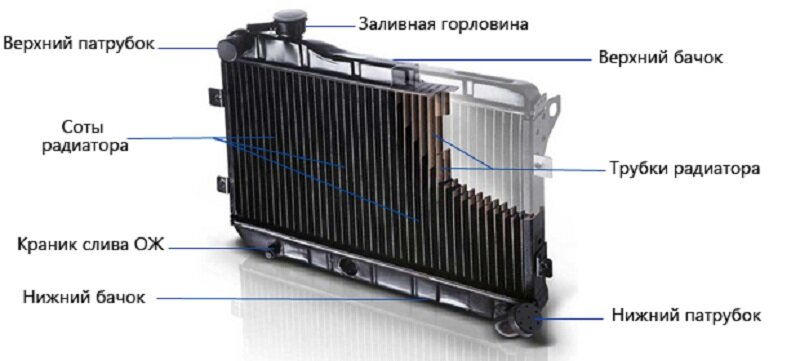 Заливная горловина
Верхний патрубок
Верхний бачок
Соты
радиатора
Трубки радиатора
Краник слива ОЖ
Нижний бачок
Нижний патрубок